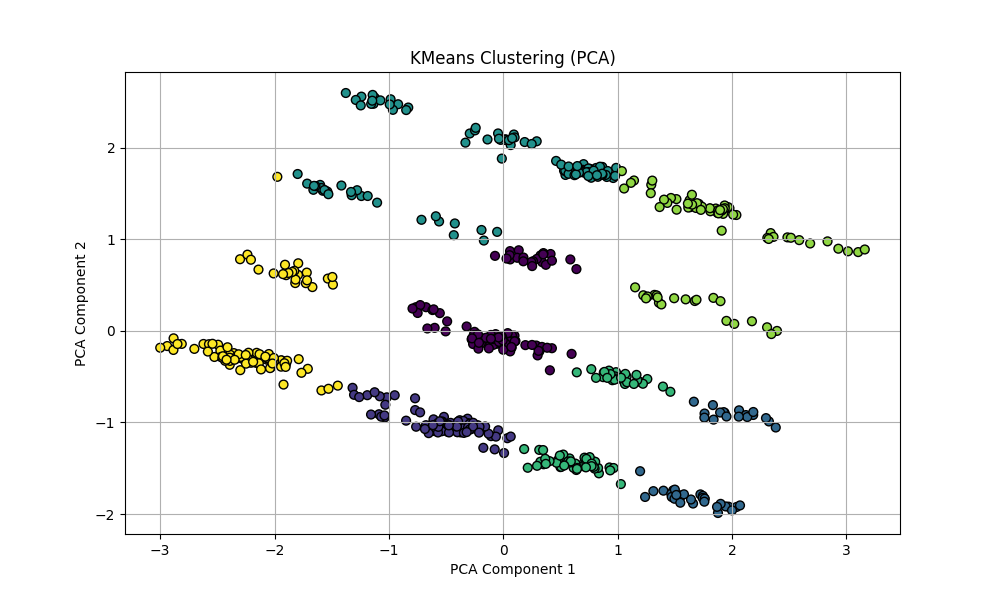 KMeans Clustering (PCA)
PCA Component 2
2
1
0
−1
−2
−3 −2 −1 0 1 2 3
PCA Component 1